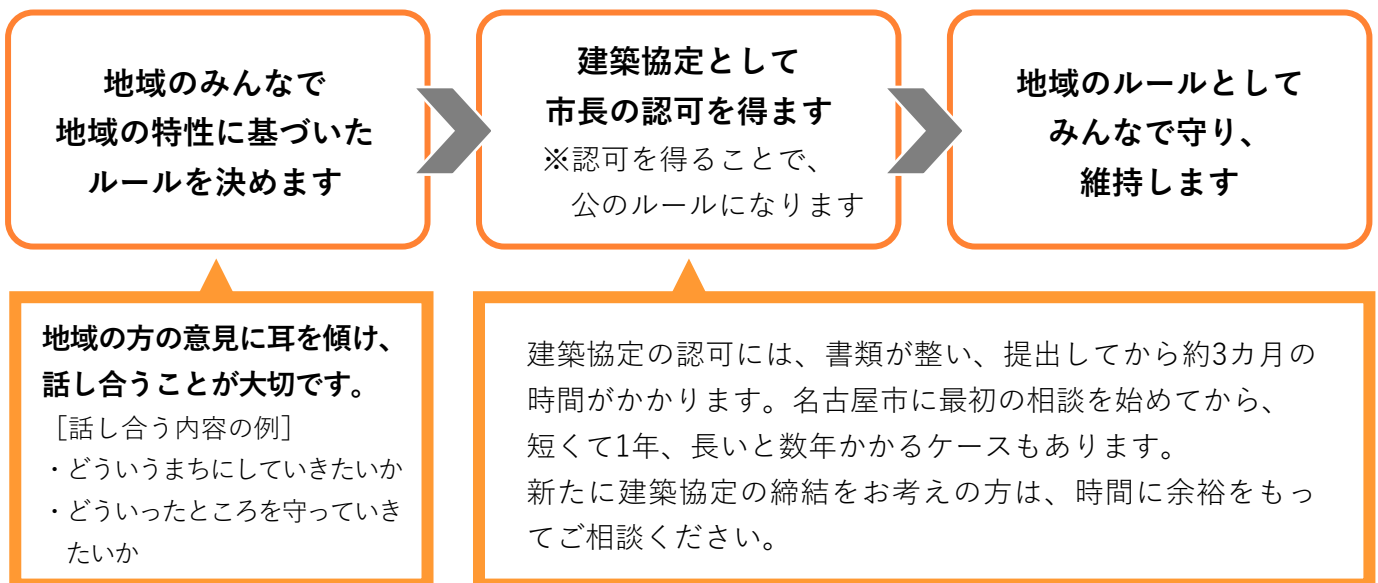 地域のみんなで
地域の特性に基づいた
ルールを決めます
建築協定として
市長の認可を得ます
※認可を得ることで、
公のルールになります
地域のルールとして
みんなで守り、
維持します
地域の方の意見に耳を傾け、
話し合うことが大切です。
［話し合う内容の例］
・どういうまちにしていきたいか
・どういったところを守っていき
たいか
建築協定の認可には、書類が整い、提出してから約3カ月の
時間がかかります。名古屋市に最初の相談を始めてから、
短くて1年、長いと数年かかるケースもあります。
新たに建築協定の締結をお考えの方は、時間に余裕をもっ
てご相談ください。